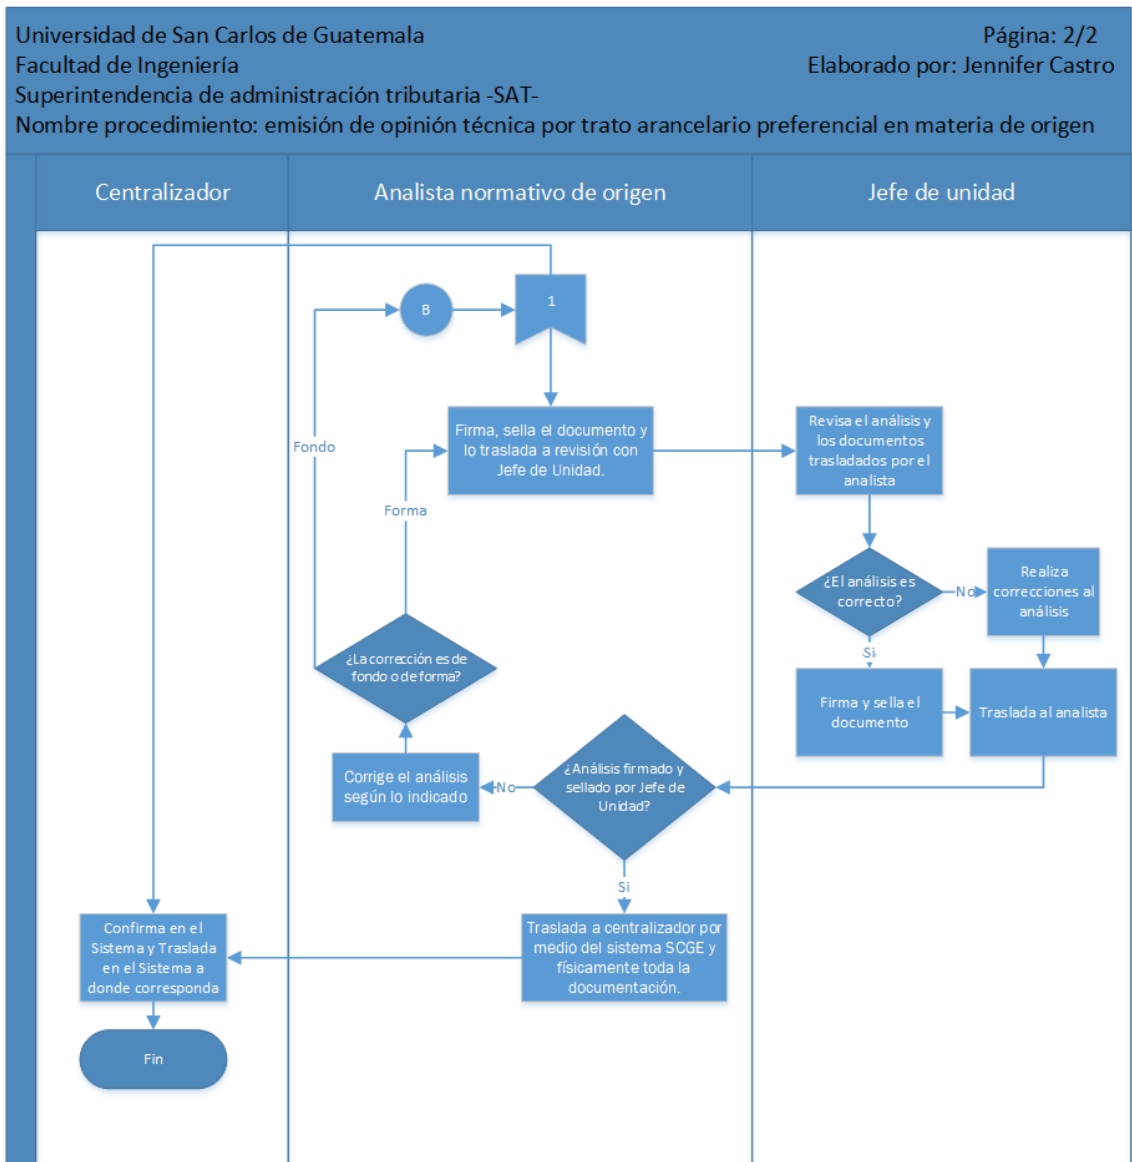 Universidad de San Carlos de Guatemala
Página: 2/2
Facultad de Ingeniería
Elaborado por: Jennifer Castro
Superintendencia de administración tributaria -SAT-
Nombre procedimiento: emisión de opinión técnica por trato arancelario preferencial en materia de origen
Centralizador
Analista normativo de origen
Jefe de unidad
B
1
Fondo
Firma, sella el documento y
lo traslada a revisión con
Jefe de Unidad.
Revisa el análisis y
los documentos
trasladados por el
analista
Forma
¿El análisis es
correcto?
No
Realiza
correcciones al
análisis
Si
¿La corrección es de
fondo o de forma?
Firma y sella el
documento
Traslada al analista
Corrige el análisis
según lo indicado
No
¿Análisis firmado y
sellado por Jefe de
Unidad?
Si
Confirma en el
Sistema y Traslada
en el Sistema a
donde corresponda
Traslada a centralizador por
medio del sistema SCGE y
físicamente toda la
documentación.
Fin